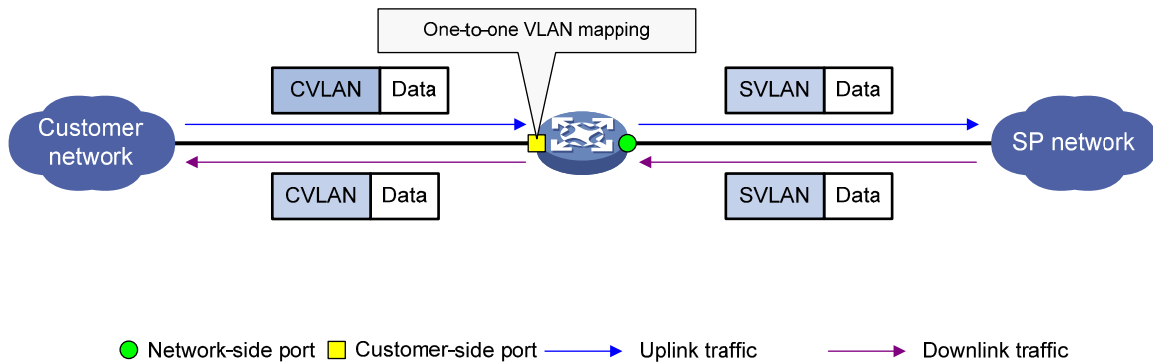 One-to-one VLAN mapping
CVLAN Data
SVLAN Data
Customer
network
SP network
CVLAN Data
SVLAN Data
Network-side port
Customer-side port
Uplink traffic
Downlink traffic